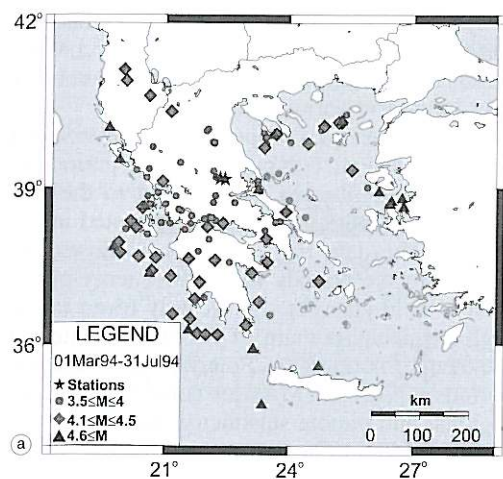 42°
39°
36°
LEGEND
01Mar94-31Jul94
Stations
3.5≤M≤4
4.1≤M≤4.5
4.6≤M
km
0 100 200
a
21° 24° 27°